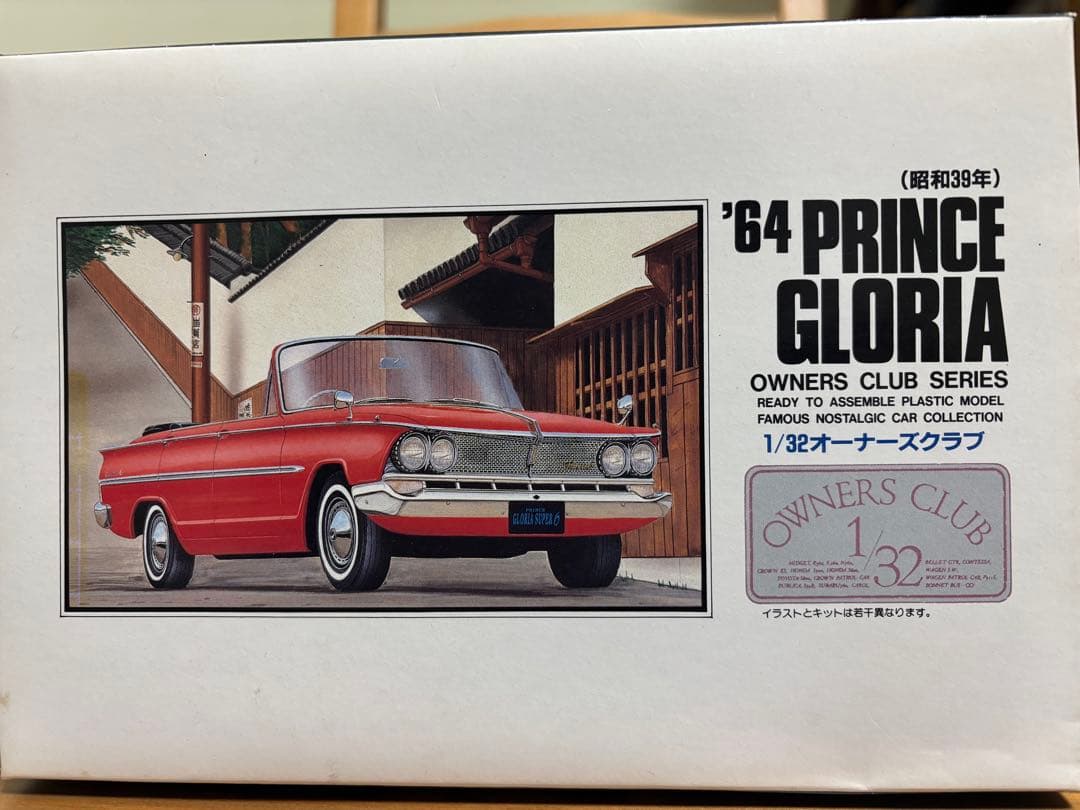 (昭和39年)
'64 PRINCE
GLORIA
OWNERS CLUB SERIES
READY TO ASSEMBLE PLASTIC MODEL
FAMOUS NOSTALGIC CAR COLLECTION
1/32オーナーズクラブ
OWNERS CLUB
1/32
イラストとキットは若干異なります。
PRINCE
GLORIA SUPER 6